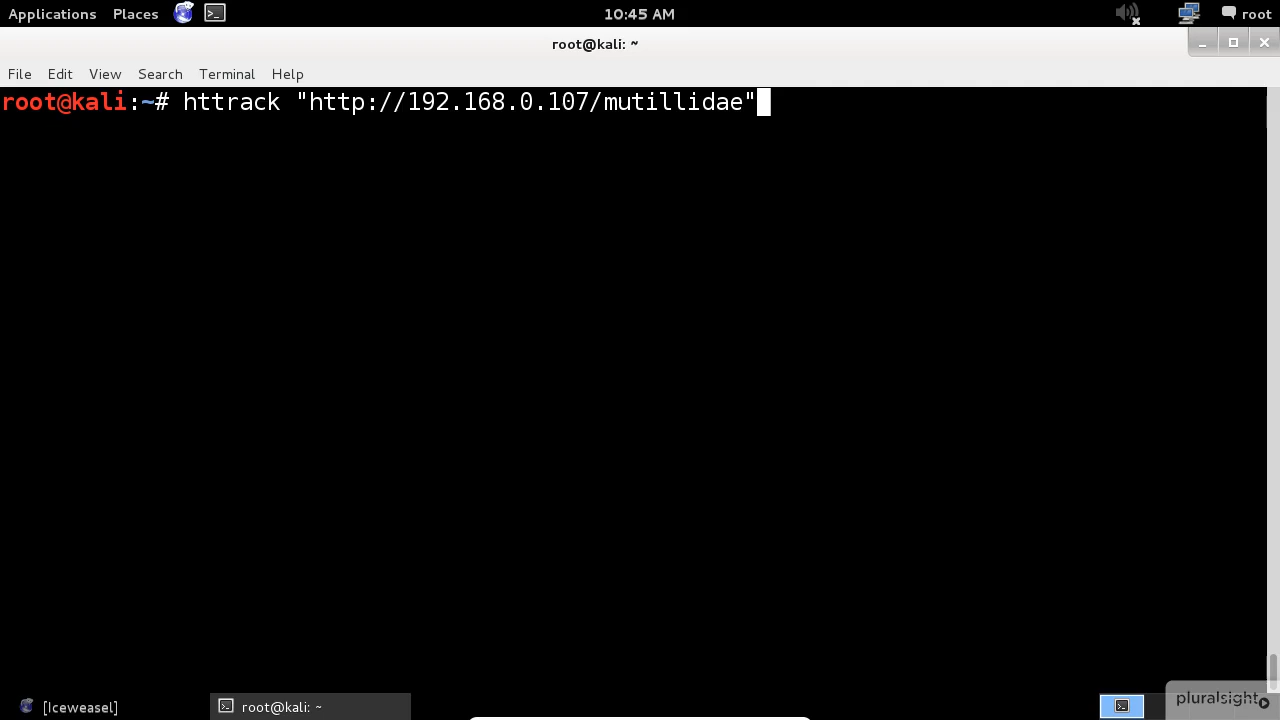 Applications Places 10:45 AM root
root@kali: ~
File Edit View Search Terminal Help
root@kali:~# httrack "http://192.168.0.107/mutillidae"
[Iceweasel] root@kali: ~
pluralsight